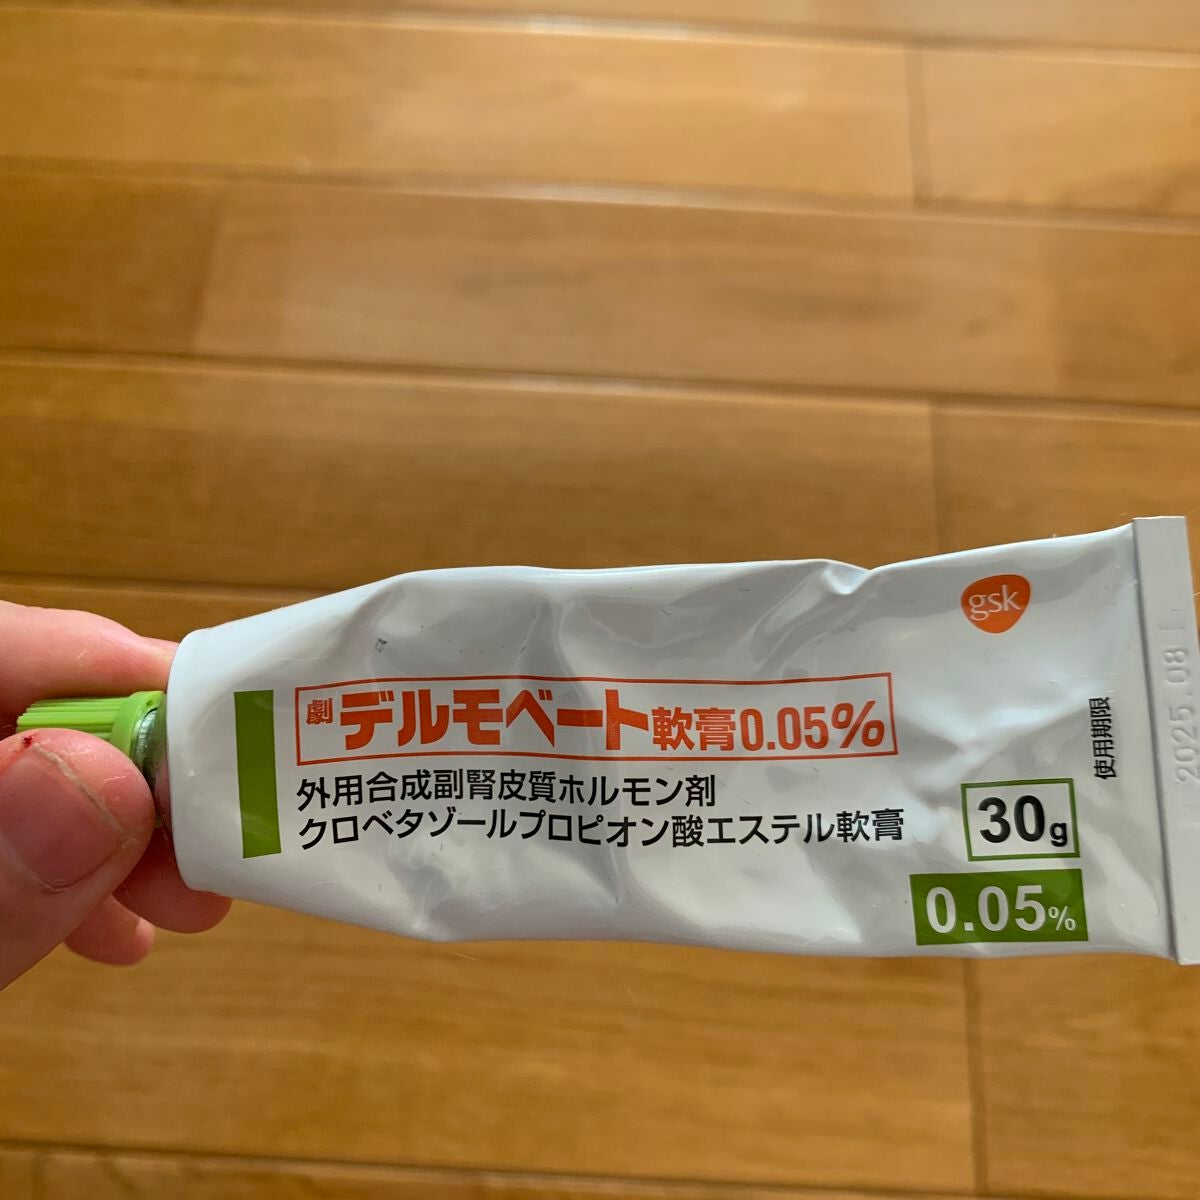 gsk
劇 デルモベート軟膏0.05%
外用合成副腎皮質ホルモン剤
クロベタゾールプロピオン酸エステル軟膏
30g
0.05%
使用期限
2025.08